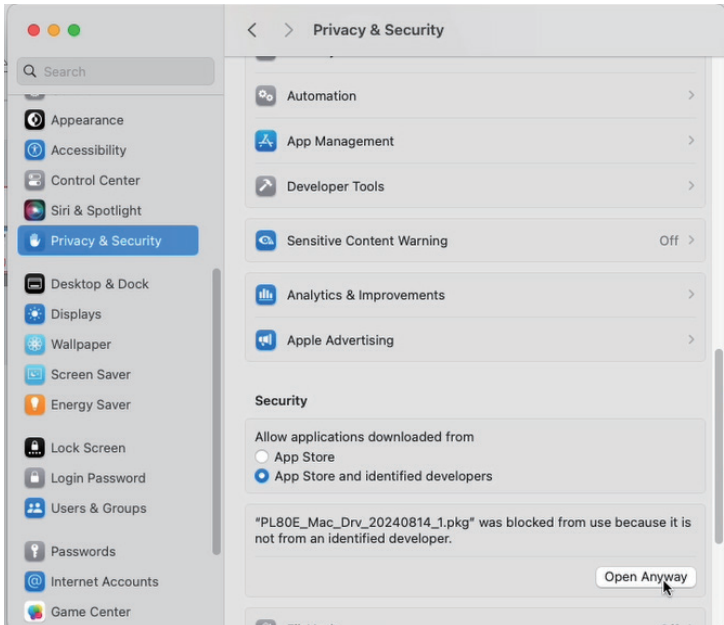 Privacy & Security
Search
Appearance
Accessibility
Control Center
Siri & Spotlight
Privacy & Security
Desktop & Dock
Displays
Wallpaper
Screen Saver
Energy Saver
Lock Screen
Login Password
Users & Groups
Passwords
Internet Accounts
Game Center
Automation
App Management
Developer Tools
Sensitive Content Warning Off
Analytics & Improvements
Apple Advertising
Security
Allow applications downloaded from
App Store
App Store and identified developers
"PL80E_Mac_Drv_20240814_1.pkg" was blocked from use because it is
not from an identified developer.
Open Anyway